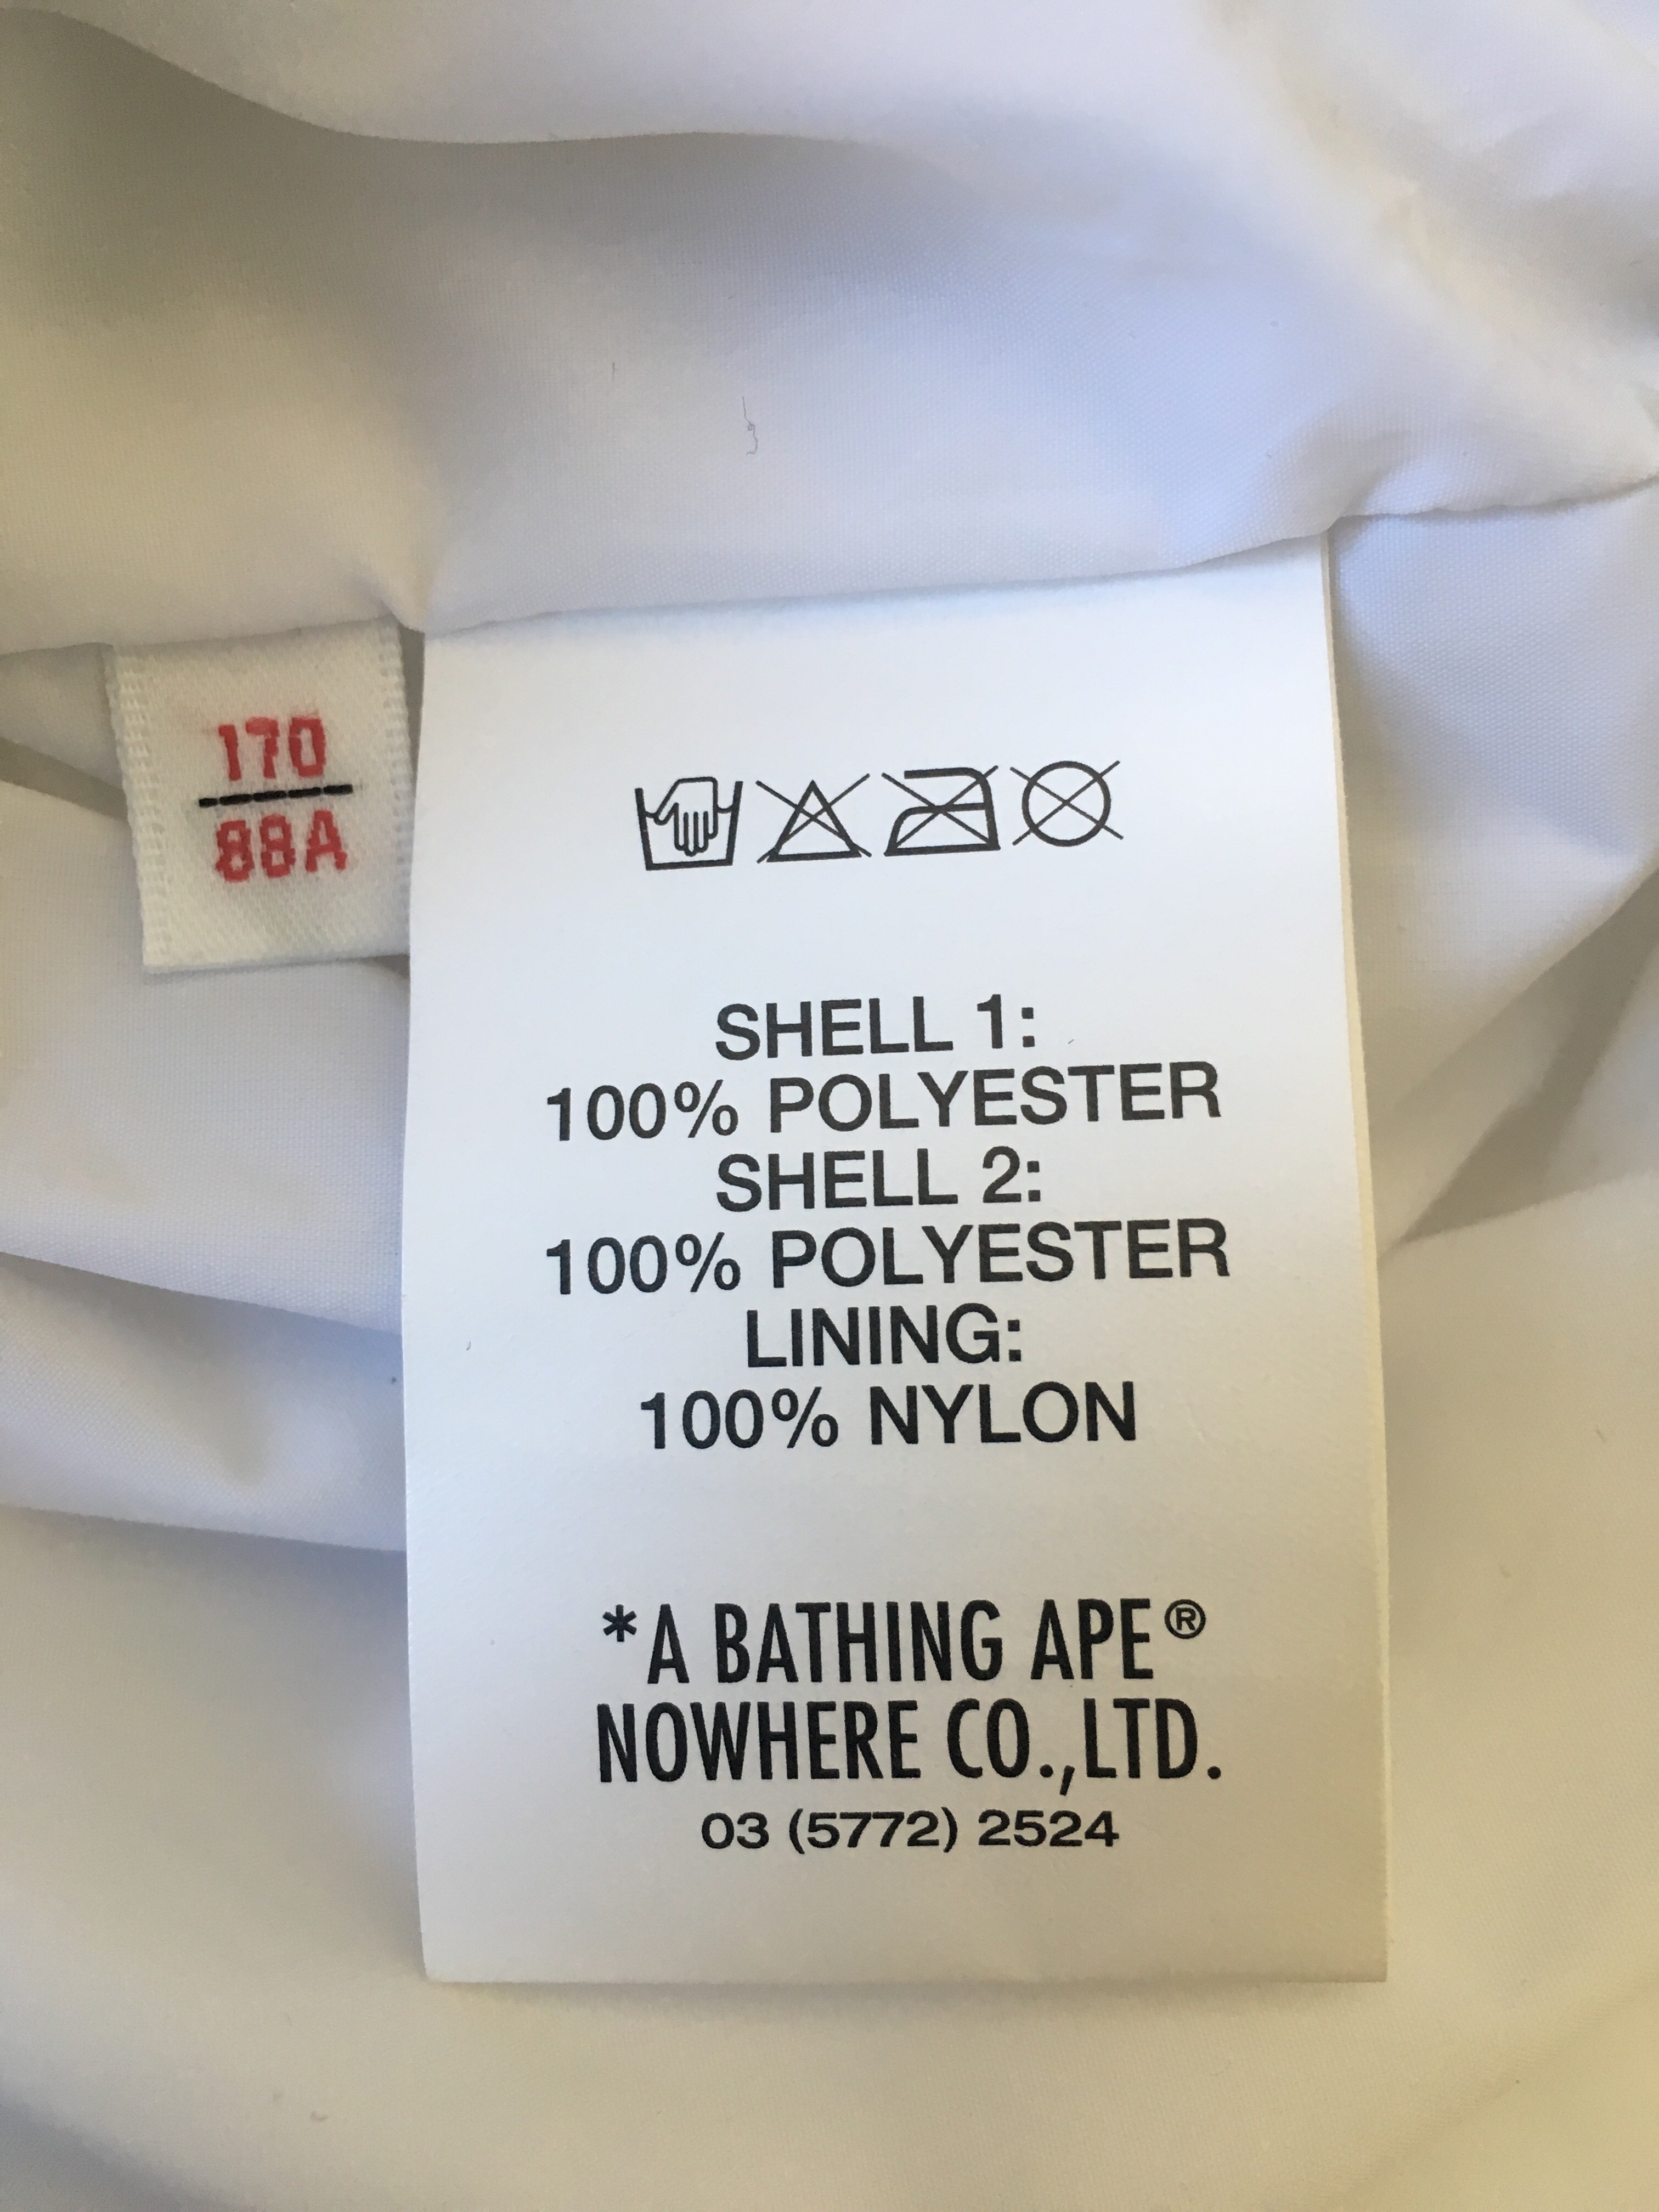 170
88A
SHELL 1:
100% POLYESTER
SHELL 2:
100% POLYESTER
LINING:
100% NYLON
*A BATHING APE®
NOWHERE CO.,LTD.
03 (5772) 2524